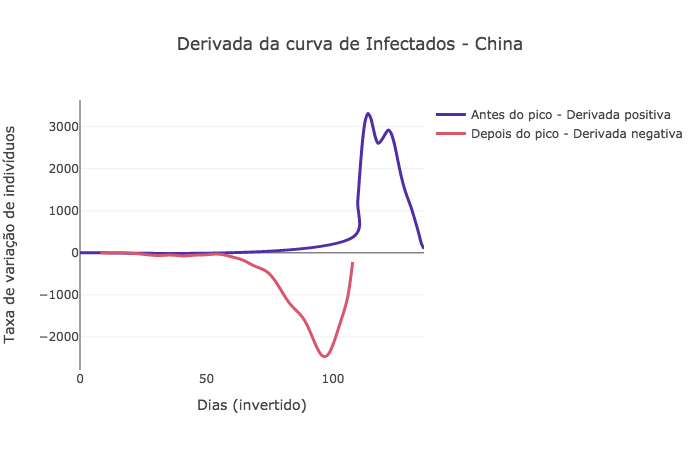 Derivada da curva de Infectados - China
Antes do pico - Derivada positiva
Depois do pico - Derivada negativa
Taxa de variação de indivíduos
3000
2000
1000
0
−1000
−2000
0
50
100
Dias (invertido)